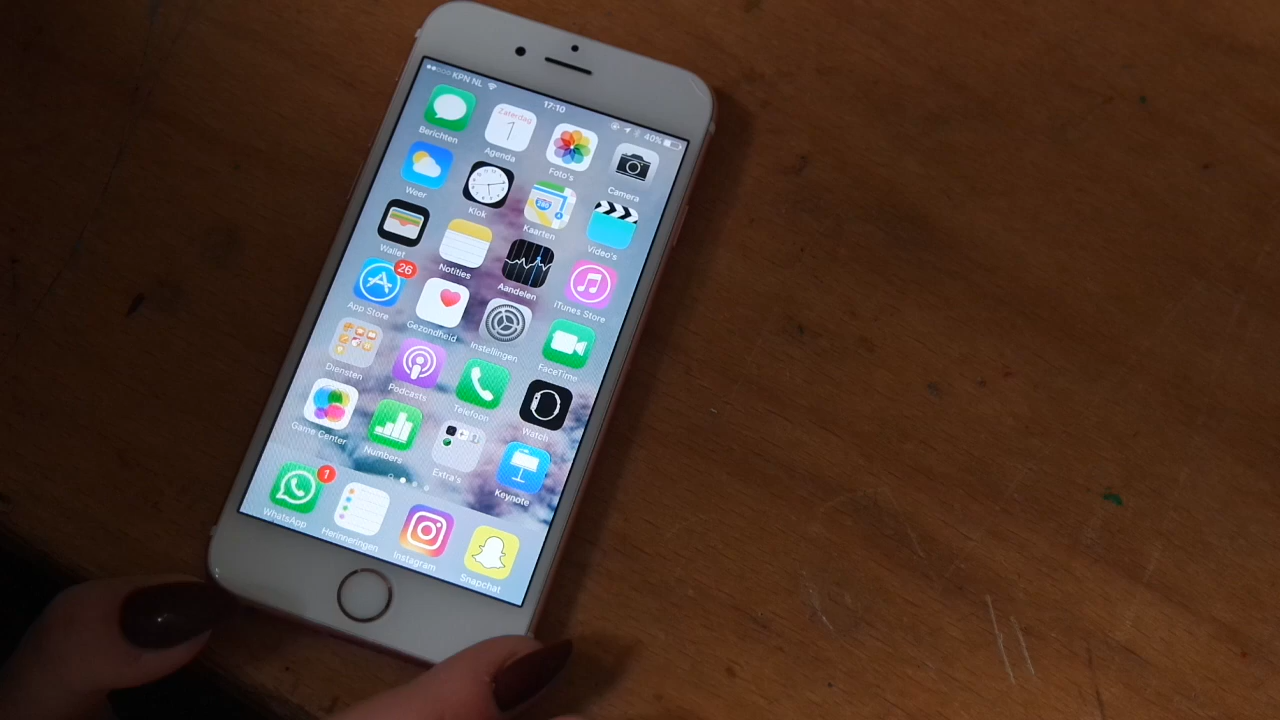 KPN NL 17:10 40%
Berichten Zaterdag 1 Agenda Foto's Camera
Weer Klok 280 Kaarten Video's
Wallet Notities Aandelen iTunes Store
26 App Store Gezondheid Instellingen FaceTime
Diensten Podcasts Telefoon Watch
Game Center Numbers Extra's Keynote
1 WhatsApp Herinneringen Instagram Snapchat